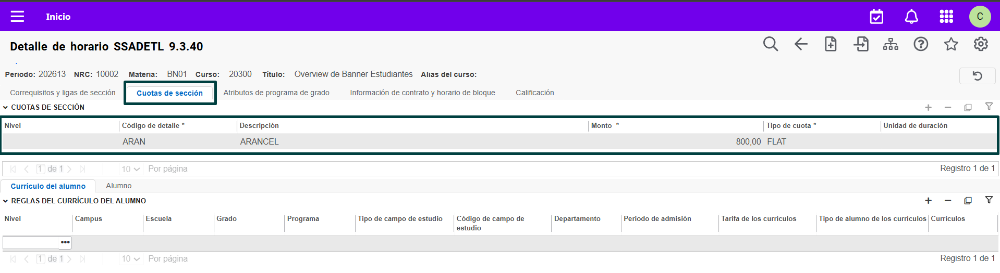 Inicio
C
Detalle de horario SSADETL 9.3.40
Periodo: 202613 NRC: 10002 Materia: BN01 Curso: 20300 Título: Overview de Banner Estudiantes Alias del curso:
Correquisitos y ligas de sección Cuotas de sección Atributos de programa de grado Información de contrato y horario de bloque Calificación
CUOTAS DE SECCIÓN
Nivel Código de detalle * Descripción Monto * Tipo de cuota * Unidad de duración
ARAN ARANCEL 800,00 FLAT
1 de 1 10 Por página Registro 1 de 1
Currículo del alumno Alumno
REGLAS DEL CURRÍCULO DEL ALUMNO
Nivel Campus Escuela Grado Programa Tipo de campo de estudio Código de campo de estudio Departamento Periodo de admisión Tarifa de los currículos Tipo de alumno de los currículos Currículos
1 de 1 10 Por página Registro 1 de 1